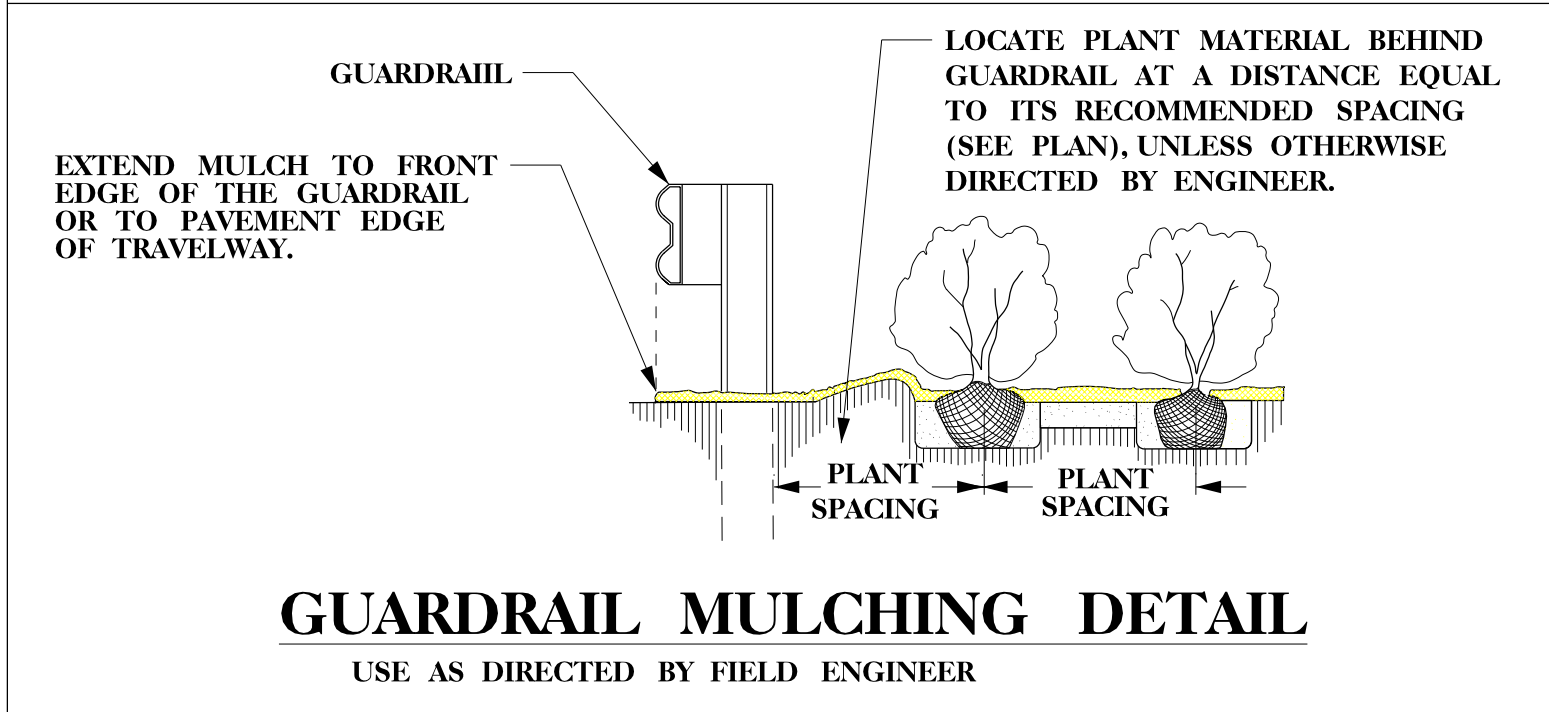 GUARDRAIIL
EXTEND MULCH TO FRONT
EDGE OF THE GUARDRAIL
OR TO PAVEMENT EDGE
OF TRAVELWAY.
LOCATE PLANT MATERIAL BEHIND
GUARDRAIL AT A DISTANCE EQUAL
TO ITS RECOMMENDED SPACING
(SEE PLAN), UNLESS OTHERWISE
DIRECTED BY ENGINEER.
PLANT
SPACING
PLANT
SPACING
GUARDRAIL MULCHING DETAIL
USE AS DIRECTED BY FIELD ENGINEER